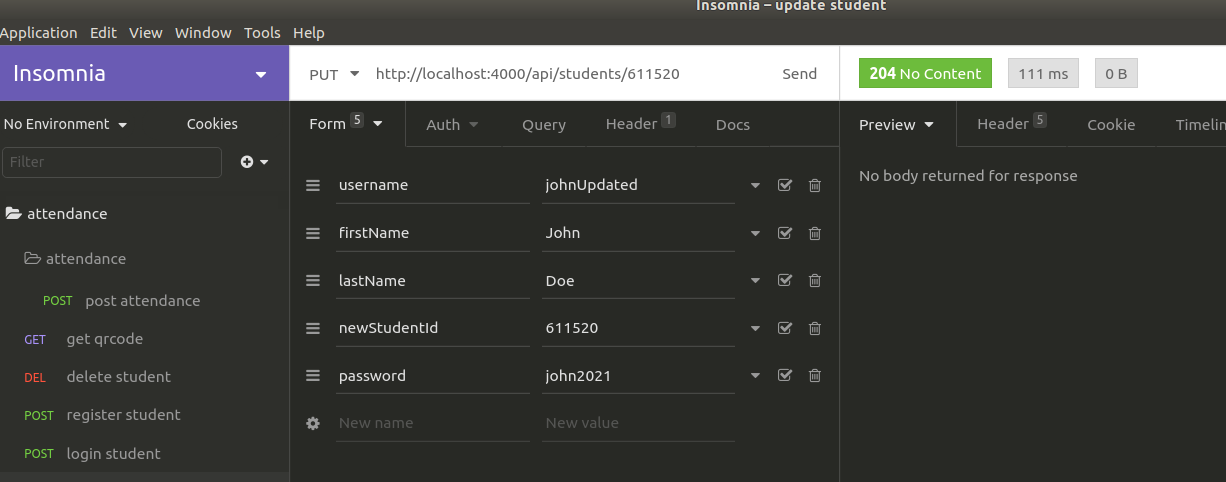 Insomnia – update student
Application Edit View Window Tools Help
Insomnia
PUT http://localhost:4000/api/students/611520 Send
204 No Content 111 ms 0 B
No Environment Cookies
Form 5 Auth Query Header 1 Docs
Preview Header 5 Cookie Timelin
Filter
username johnUpdated
No body returned for response
attendance
firstName John
attendance
lastName Doe
POST post attendance
newStudentId 611520
GET get qrcode
DEL delete student
password john2021
POST register student
New name New value
POST login student